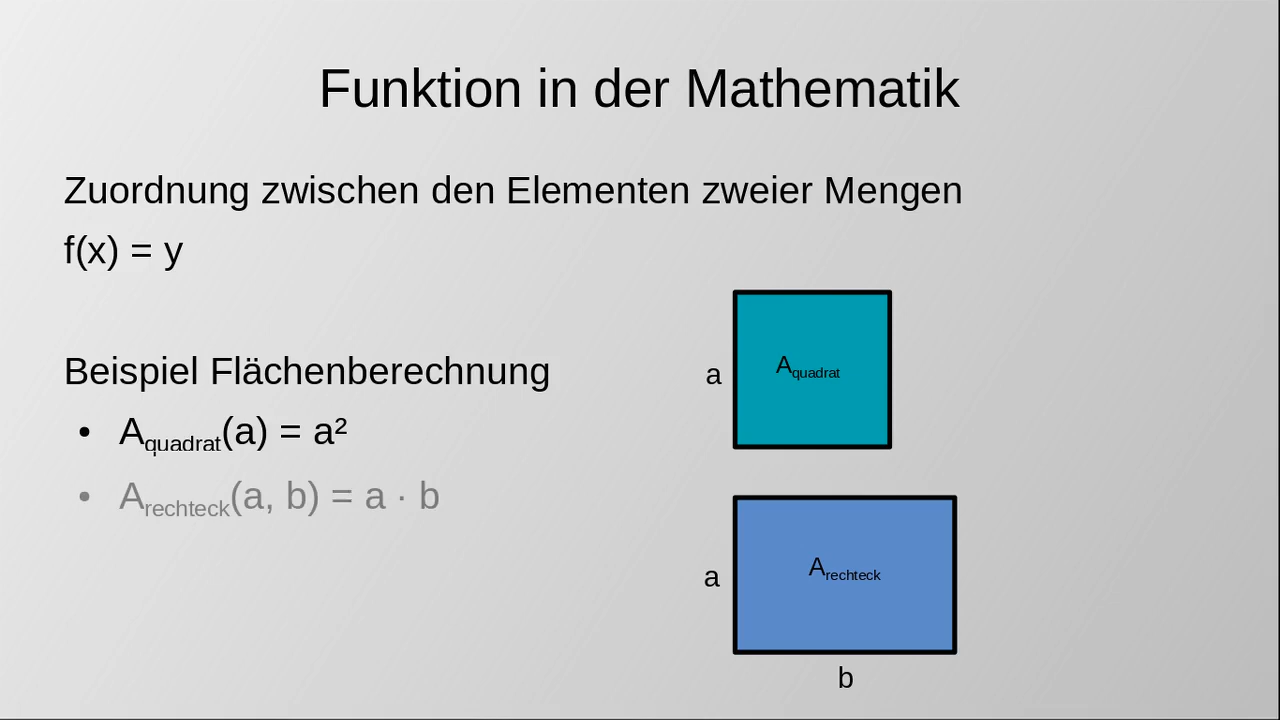 Funktion in der Mathematik
Zuordnung zwischen den Elementen zweier Mengen
f(x) = y
Beispiel Flächenberechnung
• Aquadrat(a) = a²
• Arechteck(a, b) = a · b
a
Aquadrat
a
Arechteck
b